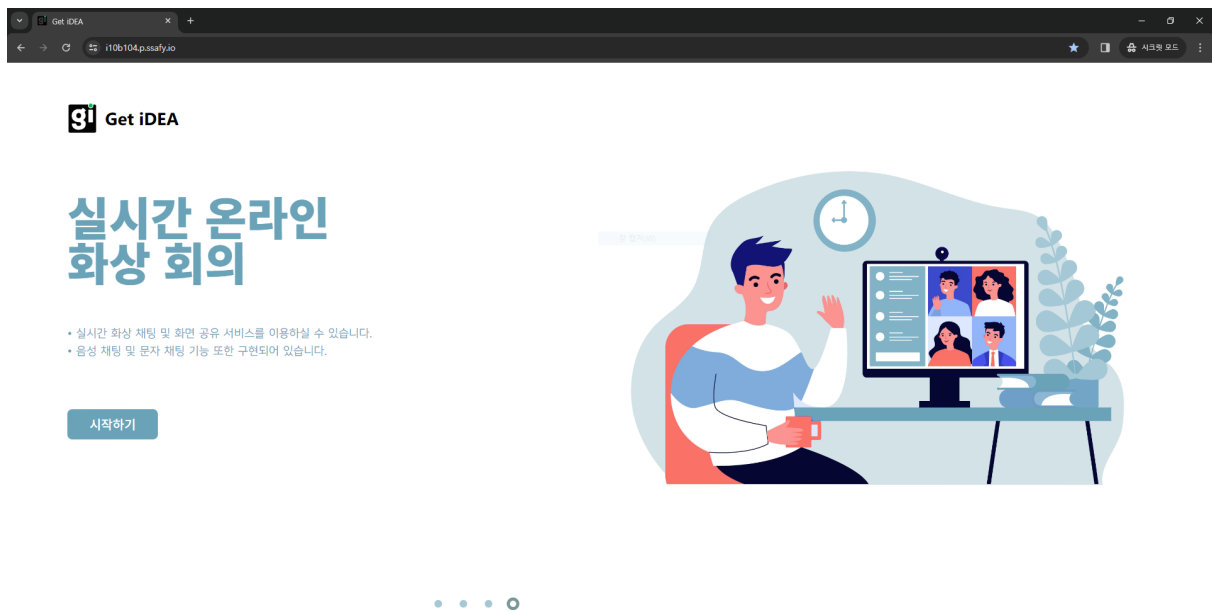 Get iDEA
i10b104.p.ssafy.io
시크릿 모드
gi Get iDEA
실시간 온라인
화상 회의
• 실시간 화상 채팅 및 화면 공유 서비스를 이용하실 수 있습니다.
• 음성 채팅 및 문자 채팅 기능 또한 구현되어 있습니다.
시작하기